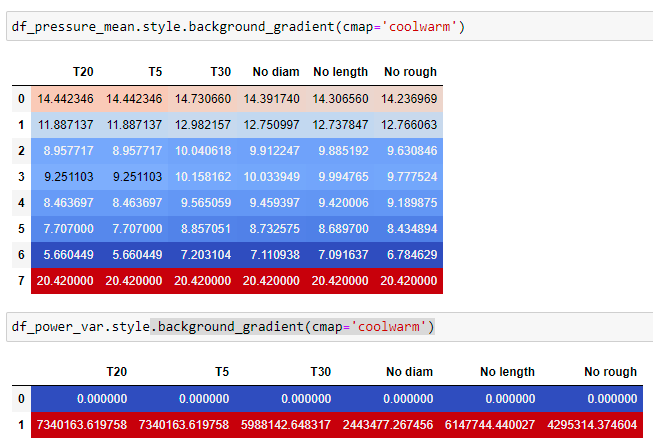 df_pressure_mean.style.background_gradient(cmap='coolwarm')
T20 T5 T30 No diam No length No rough
0 14.442346 14.442346 14.730660 14.391740 14.306560 14.236969
1 11.887137 11.887137 12.982157 12.750997 12.737847 12.766063
2 8.957717 8.957717 10.040618 9.912247 9.885192 9.630846
3 9.251103 9.251103 10.158162 10.033949 9.994765 9.777524
4 8.463697 8.463697 9.565059 9.459397 9.420006 9.189875
5 7.707000 7.707000 8.857051 8.732575 8.689700 8.434894
6 5.660449 5.660449 7.203104 7.110938 7.091637 6.784629
7 20.420000 20.420000 20.420000 20.420000 20.420000 20.420000
df_power_var.style.background_gradient(cmap='coolwarm')
T20 T5 T30 No diam No length No rough
0 0.000000 0.000000 0.000000 0.000000 0.000000 0.000000
1 7340163.619758 7340163.619758 5988142.648317 2443477.267456 6147744.440027 4295314.374604